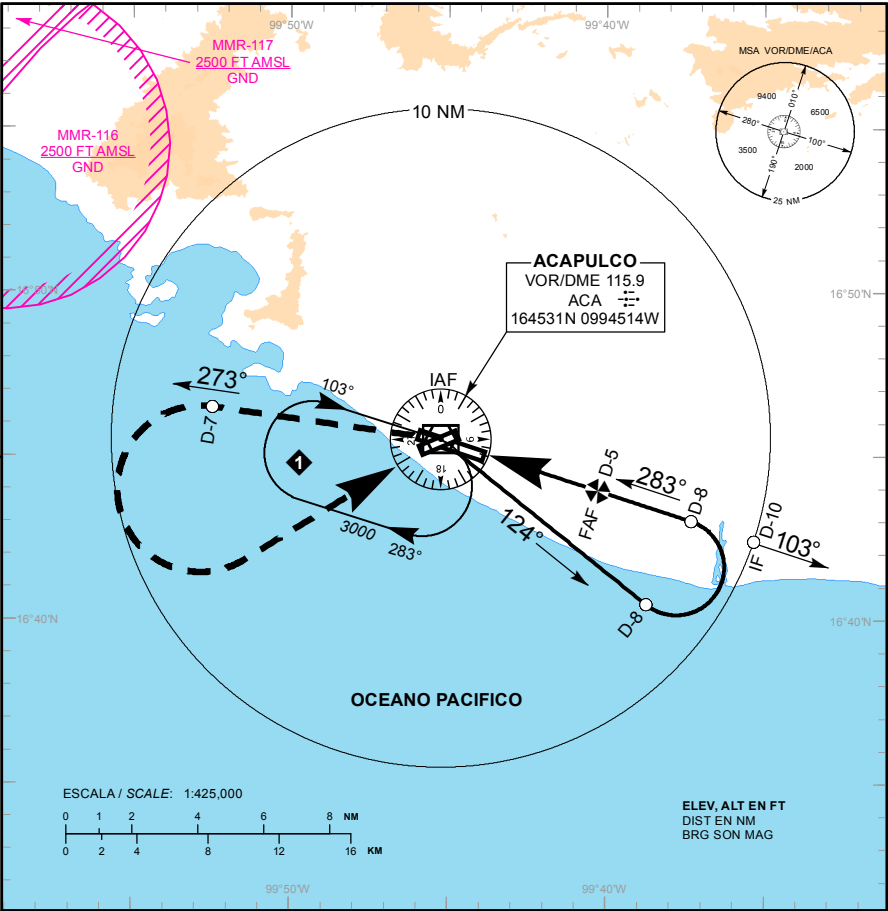 99°50'W
99°40'W
MMR-117
2500 FT AMSL
GND
MMR-116
2500 FT AMSL
GND
MSA VOR/DME/ACA
9400
010°
6500
280°
100°
3500
190°
2000
25 NM
10 NM
16°50'N
16°50'N
ACAPULCO
VOR/DME 115.9
ACA
164531N 0994514W
IAF
0
9
18
273°
103°
D-7
1
3000
283°
D-5
283°
D-8
FAF
124°
D-10
IF
103°
D-8
16°40'N
16°40'N
OCEANO PACIFICO
ESCALA / SCALE: 1:425,000
0 1 2 4 6 8 NM
0 2 4 8 12 16 KM
ELEV, ALT EN FT
DIST EN NM
BRG SON MAG
99°50'W
99°40'W